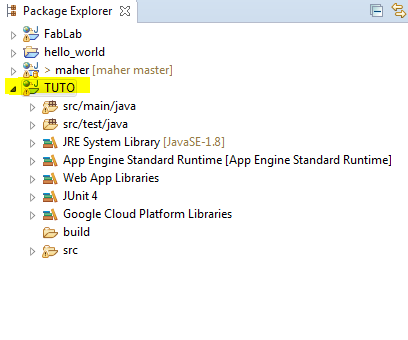 Package Explorer
FabLab
hello_world
> maher [maher master]
TUTO
src/main/java
src/test/java
JRE System Library [JavaSE-1.8]
App Engine Standard Runtime [App Engine Standard Runtime]
Web App Libraries
JUnit 4
Google Cloud Platform Libraries
build
src